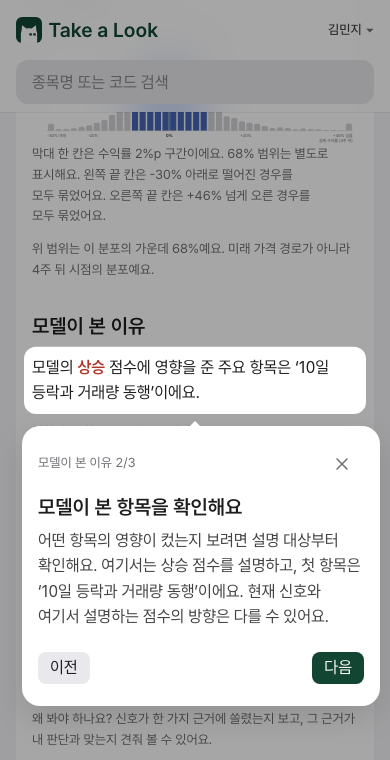 Take a Look
김민지
종목명 또는 코드 검색
0%
막대 한 칸은 수익률 2%p 구간이에요. 68% 범위는 별도로
표시해요. 왼쪽 끝 칸은 -30% 아래로 떨어진 경우를
모두 묶었어요. 오른쪽 끝 칸은 +46% 넘게 오른 경우를
모두 묶었어요.
위 범위는 이 분포의 가운데 68%예요. 미래 가격 경로가 아니라
4주 뒤 시점의 분포예요.
모델이 본 이유
모델의 상승 점수에 영향을 준 주요 항목은 ‘10일
등락과 거래량 동행’이에요.
모델이 본 이유 2/3
모델이 본 항목을 확인해요
어떤 항목의 영향이 컸는지 보려면 설명 대상부터
확인해요. 여기서는 상승 점수를 설명하고, 첫 항목은
‘10일 등락과 거래량 동행’이에요. 현재 신호와
여기서 설명하는 점수의 방향은 다를 수 있어요.
이전
다음
왜 봐야 하나요? 신호가 한 가지 근거에 쏠렸는지 보고, 그 근거가
내 판단과 맞는지 견줘 볼 수 있어요.